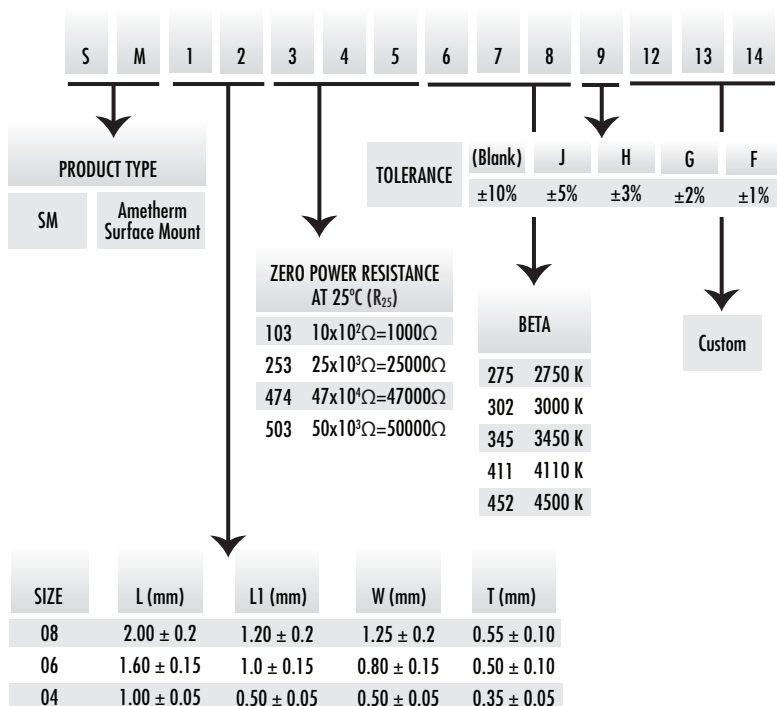 S M 1 2 3 4 5 6 7 8 9 12 13 14
PRODUCT TYPE
SM Ametherm Surface Mount
TOLERANCE (Blank) J H G F
±10% ±5% ±3% ±2% ±1%
ZERO POWER RESISTANCE
AT 25°C (R₂₅)
103 10x10²Ω=1000Ω
253 25x10³Ω=25000Ω
474 47x10⁴Ω=47000Ω
503 50x10³Ω=50000Ω
BETA
275 2750 K
302 3000 K
345 3450 K
411 4110 K
452 4500 K
Custom
SIZE L (mm) L1 (mm) W (mm) T (mm)
08 2.00 ± 0.2 1.20 ± 0.2 1.25 ± 0.2 0.55 ± 0.10
06 1.60 ± 0.15 1.0 ± 0.15 0.80 ± 0.15 0.50 ± 0.10
04 1.00 ± 0.05 0.50 ± 0.05 0.50 ± 0.05 0.35 ± 0.05